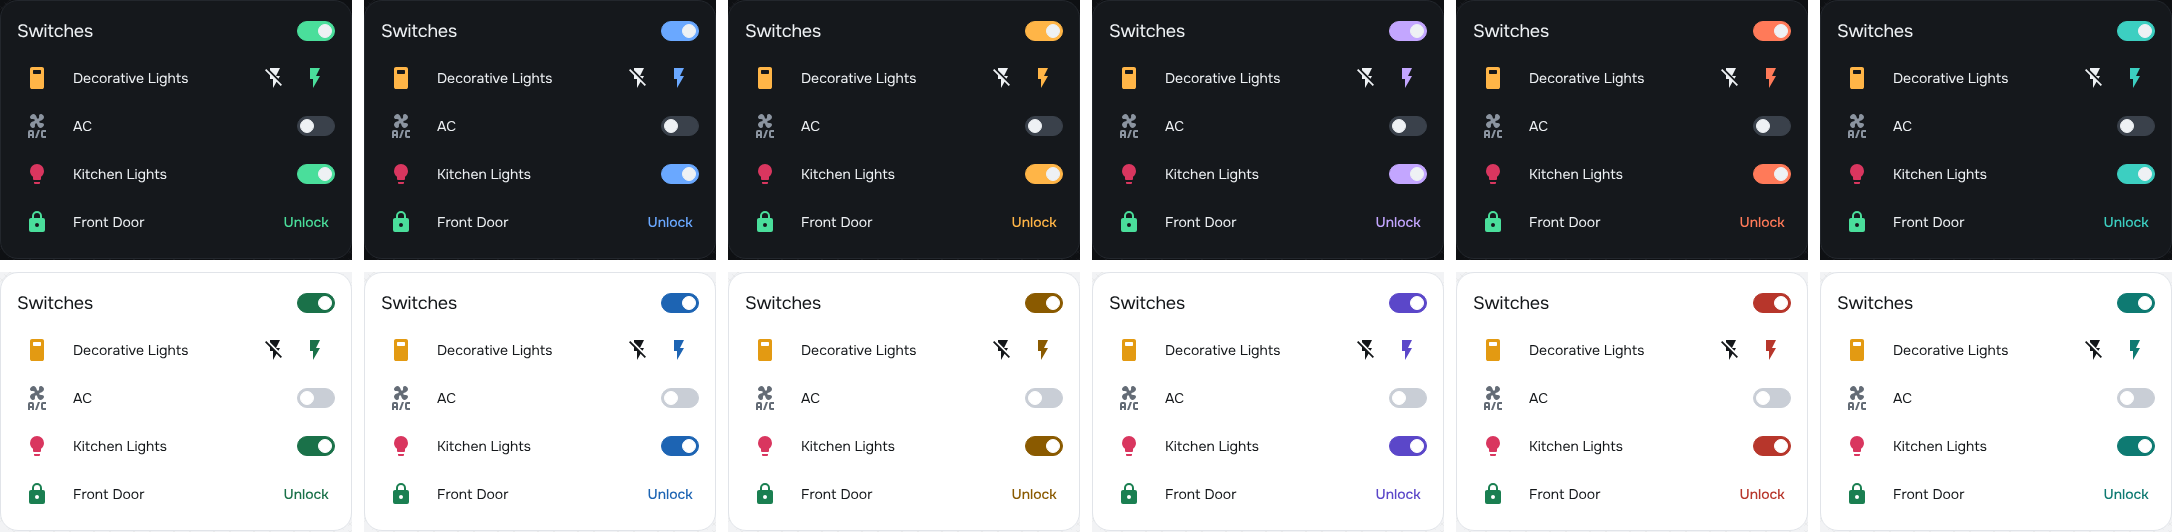 Switches
Decorative Lights
A/C AC
Kitchen Lights
Front Door Unlock
Switches
Decorative Lights
A/C AC
Kitchen Lights
Front Door Unlock
Switches
Decorative Lights
A/C AC
Kitchen Lights
Front Door Unlock
Switches
Decorative Lights
A/C AC
Kitchen Lights
Front Door Unlock
Switches
Decorative Lights
A/C AC
Kitchen Lights
Front Door Unlock
Switches
Decorative Lights
A/C AC
Kitchen Lights
Front Door Unlock
Switches
Decorative Lights
A/C AC
Kitchen Lights
Front Door Unlock
Switches
Decorative Lights
A/C AC
Kitchen Lights
Front Door Unlock
Switches
Decorative Lights
A/C AC
Kitchen Lights
Front Door Unlock
Switches
Decorative Lights
A/C AC
Kitchen Lights
Front Door Unlock
Switches
Decorative Lights
A/C AC
Kitchen Lights
Front Door Unlock
Switches
Decorative Lights
A/C AC
Kitchen Lights
Front Door Unlock